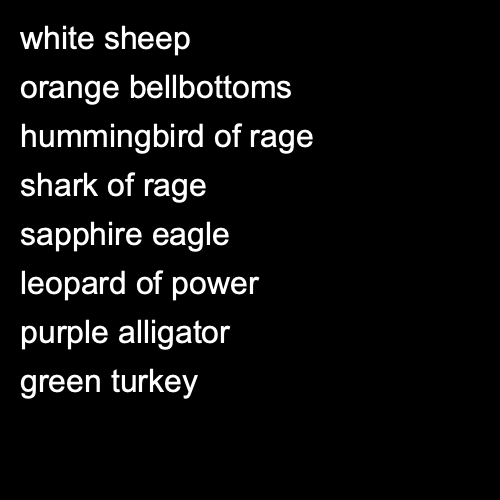 white sheep
orange bellbottoms
hummingbird of rage
shark of rage
sapphire eagle
leopard of power
purple alligator
green turkey